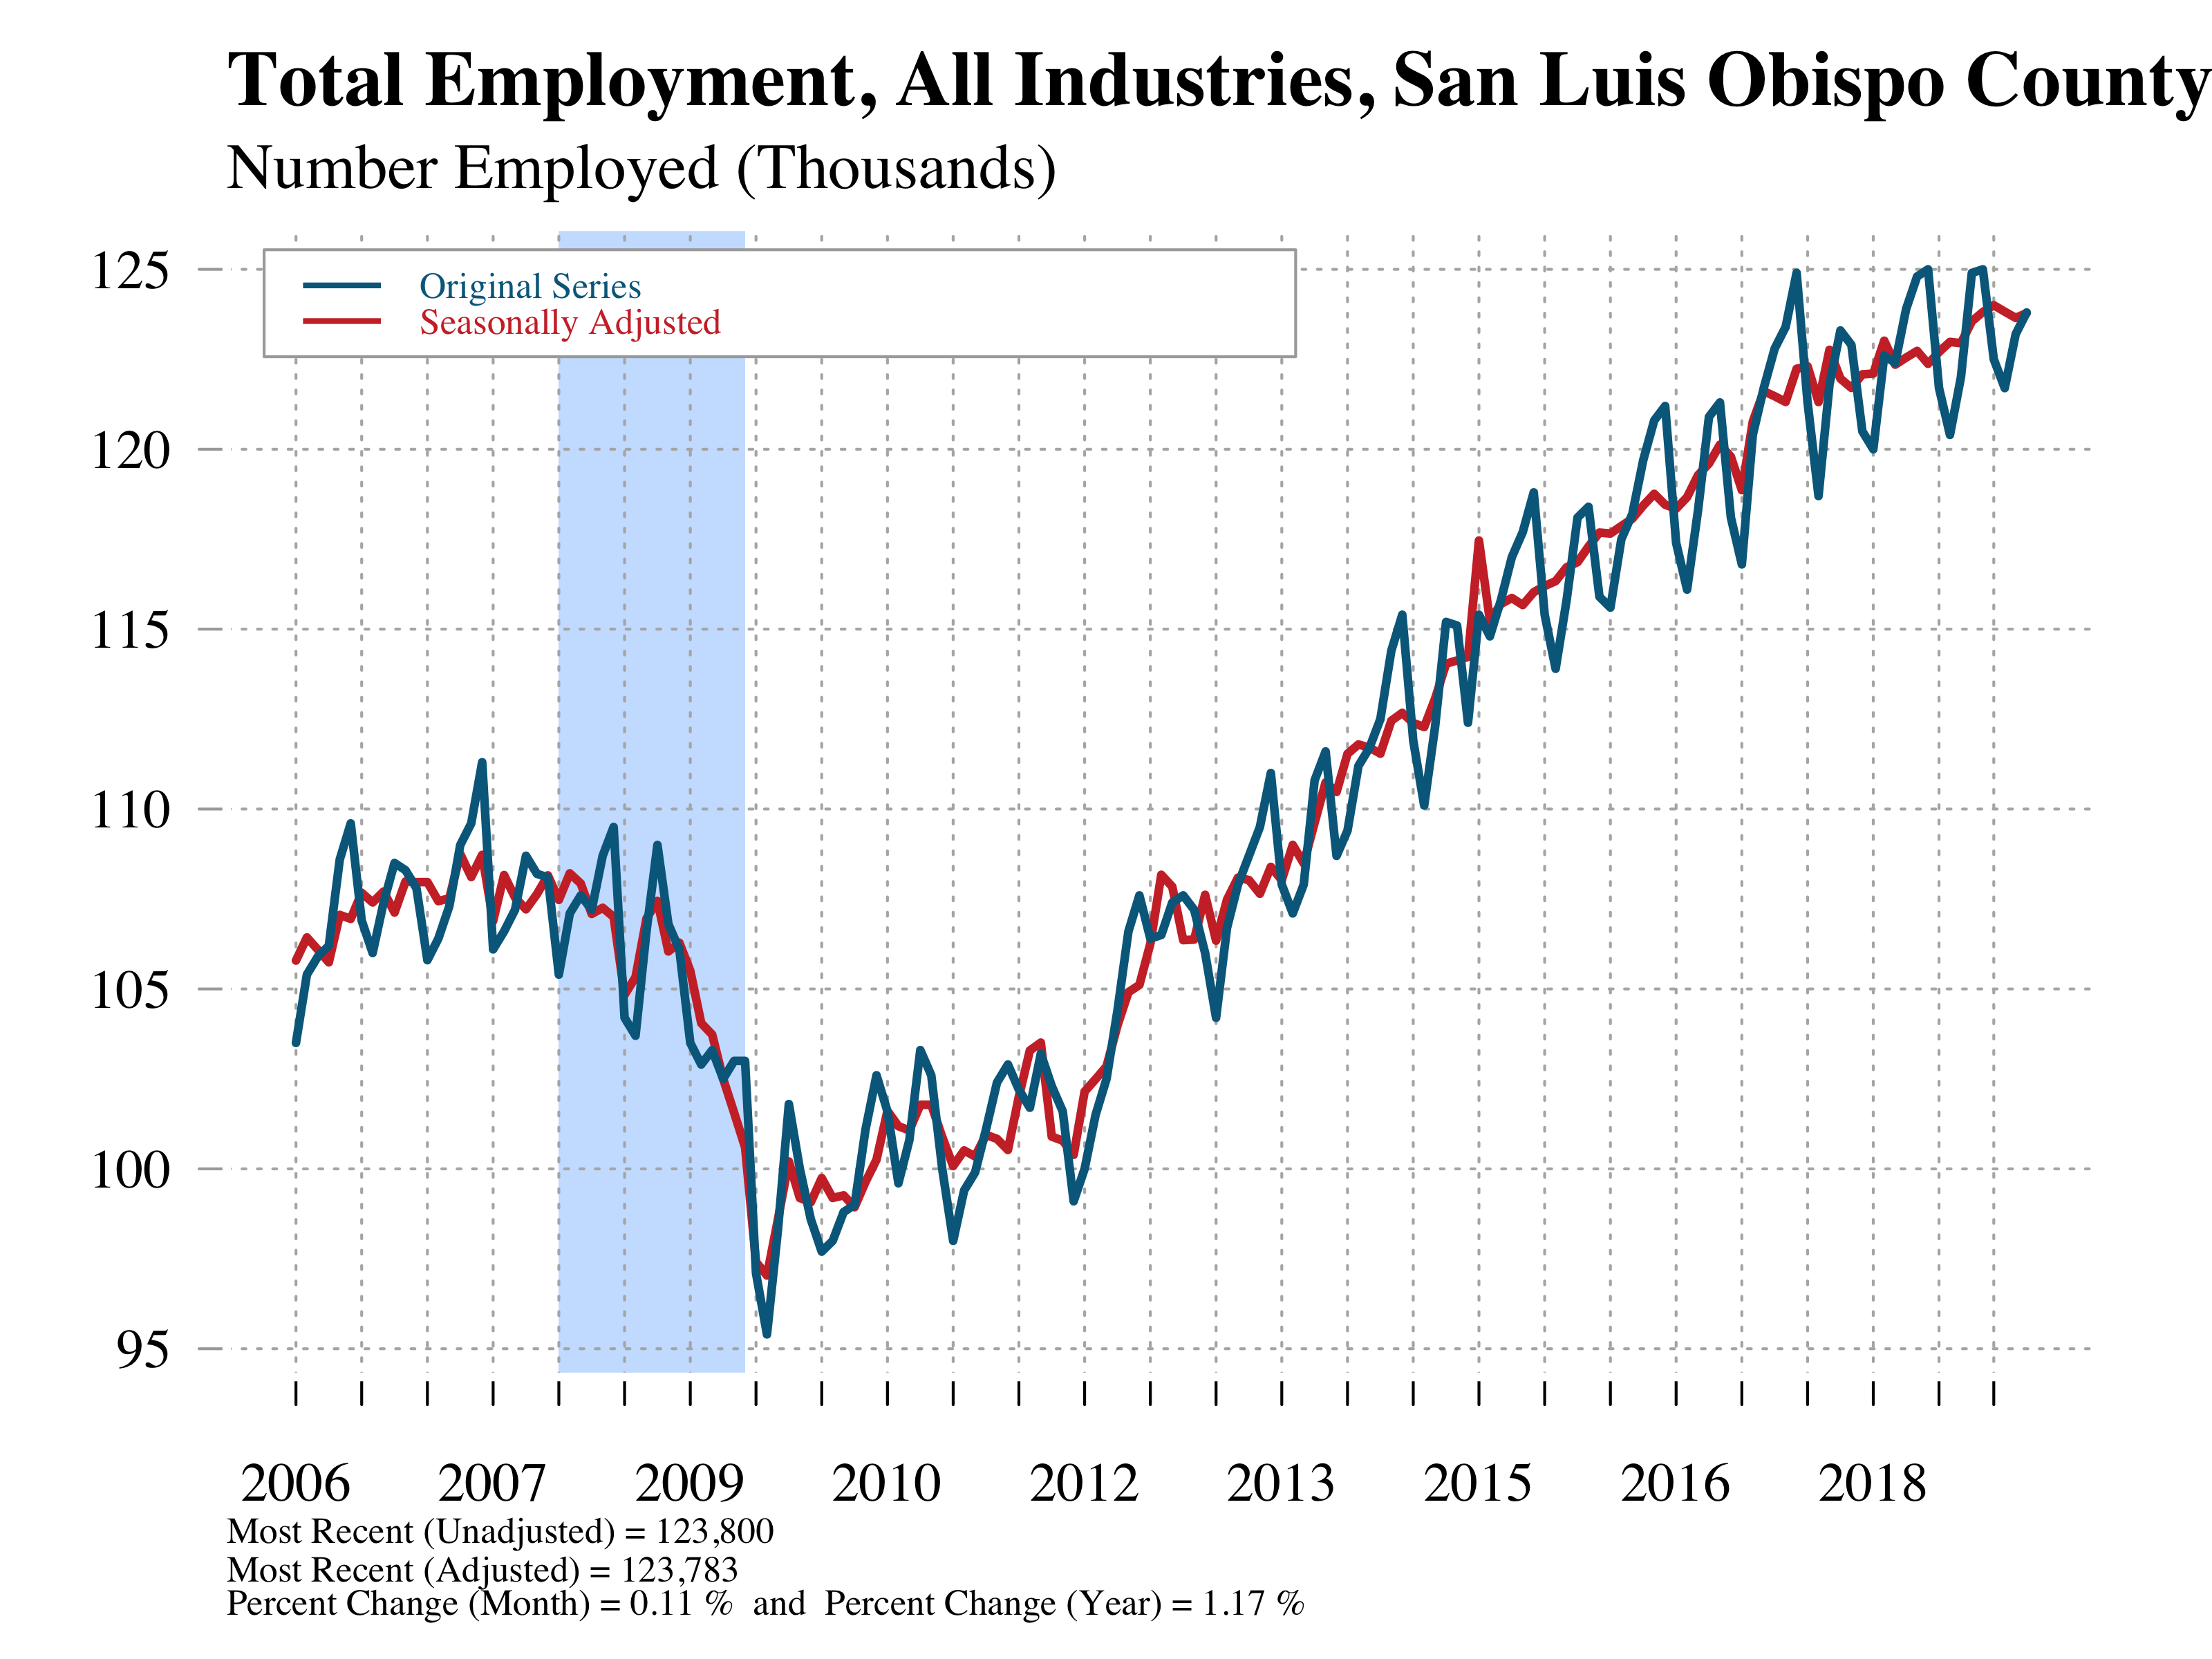 Total Employment, All Industries, San Luis Obispo County
Number Employed (Thousands)
Original Series
Seasonally Adjusted
125
120
115
110
105
100
95
2006 2007 2009 2010 2012 2013 2015 2016 2018
Most Recent (Unadjusted) = 123,800
Most Recent (Adjusted) = 123,783
Percent Change (Month) = 0.11 % and Percent Change (Year) = 1.17 %